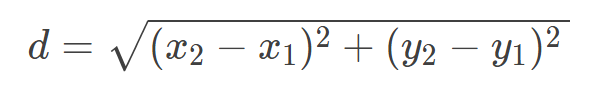 d = √(x₂ − x₁)² + (y₂ − y₁)²